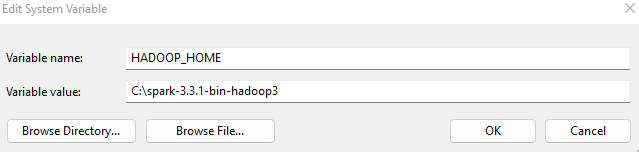 Edit System Variable
Variable name: HADOOP_HOME
Variable value: C:\spark-3.3.1-bin-hadoop3
Browse Directory... Browse File... OK Cancel